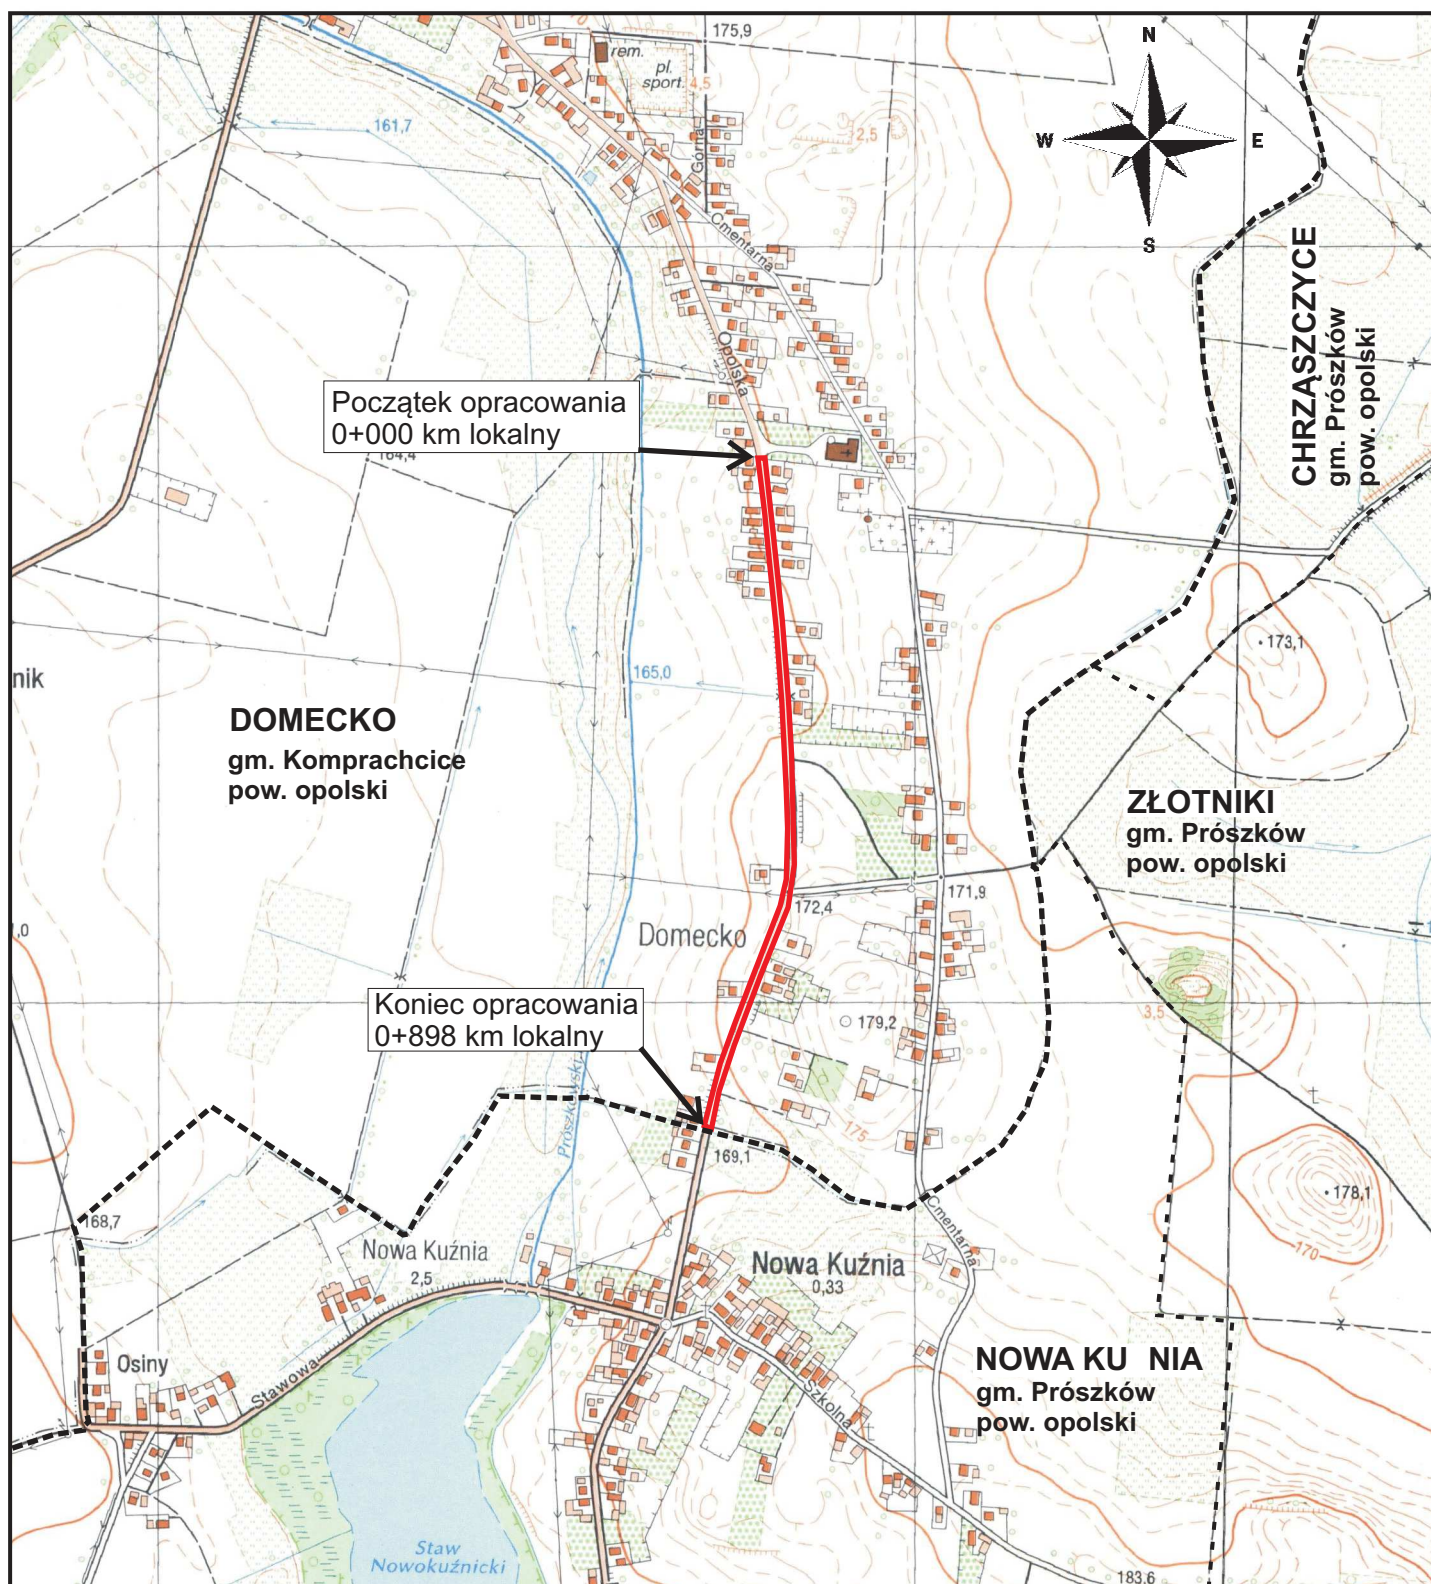 175,9
N
rem.
pl.
sport.
4,5
161,7
2,5
W
E
Górna
S
Cmentarna
CHRZĄSZCZYCE
gm. Prószków
pow. opolski
Opolska
Początek opracowania
0+000 km lokalny
164,4
173,1
nik
165,0
DOMECKO
gm. Komprachcice
pow. opolski
ZŁOTNIKI
gm. Prószków
pow. opolski
171,9
172,4
Domecko
1,0
Koniec opracowania
0+898 km lokalny
179,2
3,5
Prószkowski
175
169,1
178,1
168,7
Cmentarna
Nowa Kuźnia
2,5
Nowa Kuźnia
0,33
170
Osiny
Stawowa
Szkolna
NOWA KU NIA
gm. Prószków
pow. opolski
Staw
Nowokuźnicki
183,6